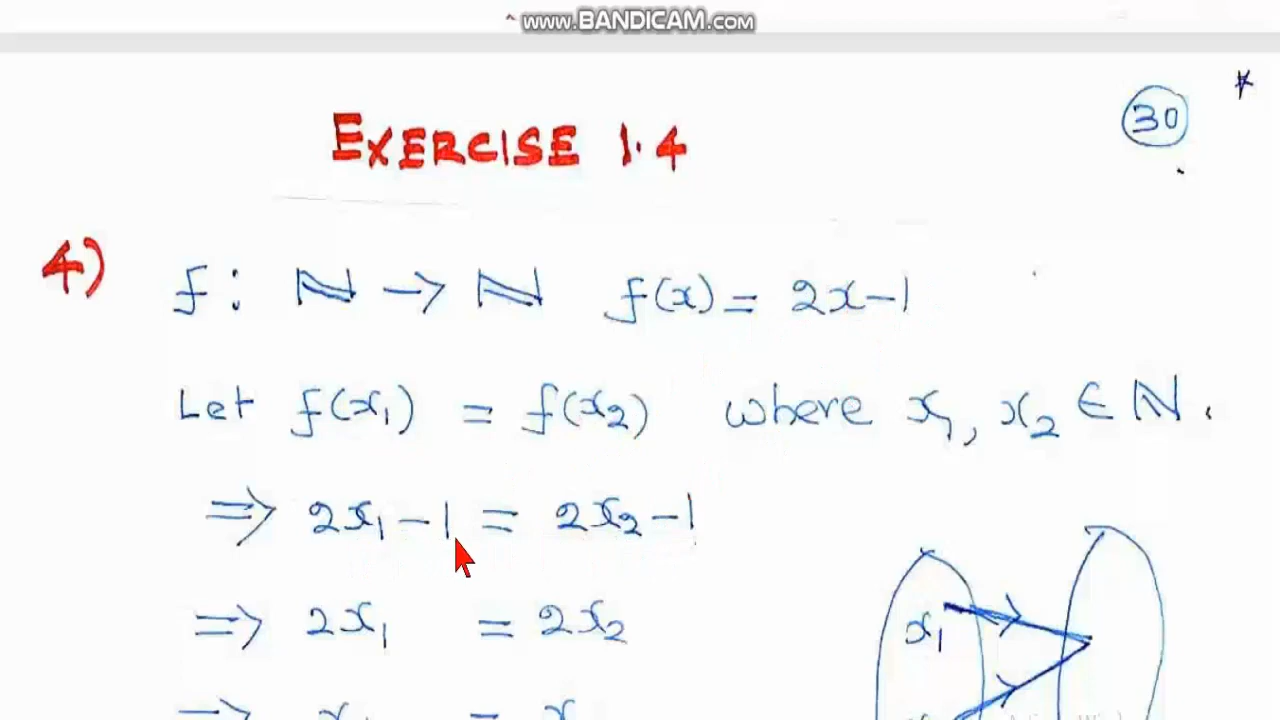 www.BANDICAM.com
30
EXERCISE 1.4
4) f: ℕ → ℕ f(x) = 2x-1
Let f(x₁) = f(x₂) where x₁, x₂ ∈ ℕ.
⇒ 2x₁ - 1 = 2x₂ - 1
⇒ 2x₁ = 2x₂
x₁